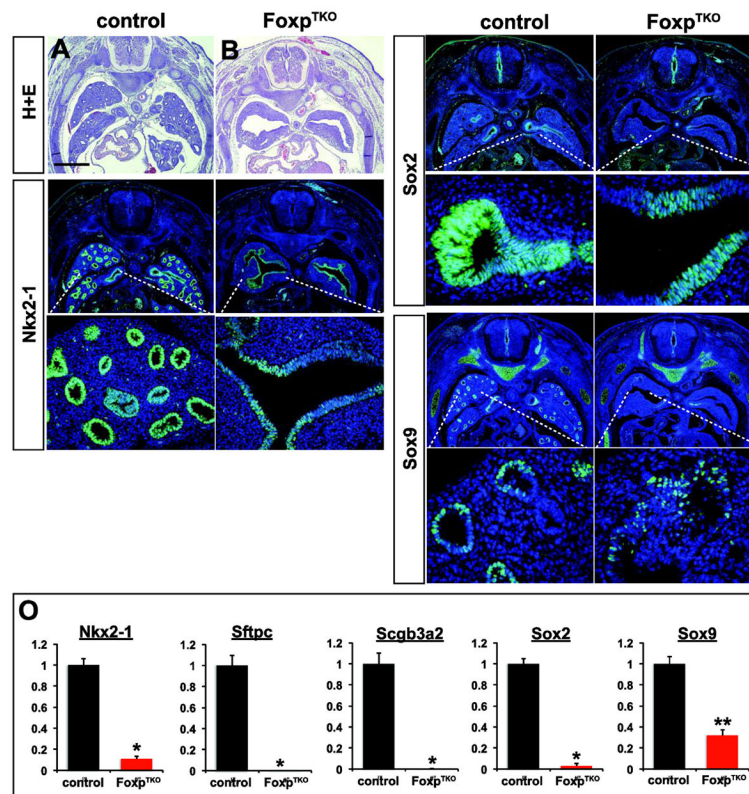 control Foxp^TKO
H+E
A B
Nkx2-1
control Foxp^TKO
Sox2
Sox9
O
Nkx2-1
1.2
1
0.8
0.6
0.4
0.2
0
*
control Foxp^TKO
Sftpc
1.2
1
0.8
0.6
0.4
0.2
0
*
control Foxp^TKO
Scgb3a2
1.2
1
0.8
0.6
0.4
0.2
0
*
control Foxp^TKO
Sox2
1.2
1
0.8
0.6
0.4
0.2
0
*
control Foxp^TKO
Sox9
1.2
1
0.8
0.6
0.4
0.2
0
**
control Foxp^TKO